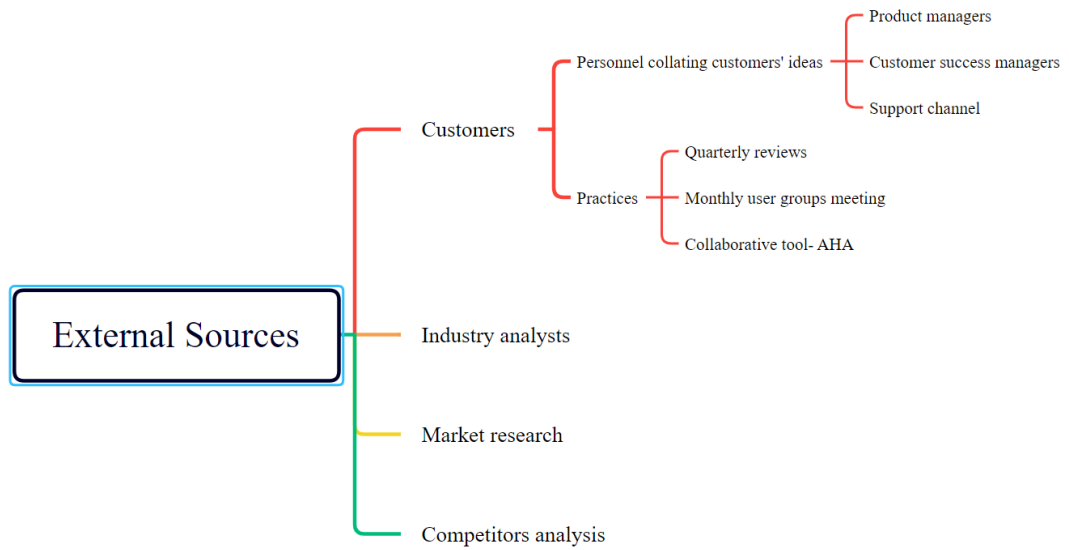 External Sources
Customers
Personnel collating customers' ideas
Product managers
Customer success managers
Support channel
Practices
Quarterly reviews
Monthly user groups meeting
Collaborative tool- AHA
Industry analysts
Market research
Competitors analysis